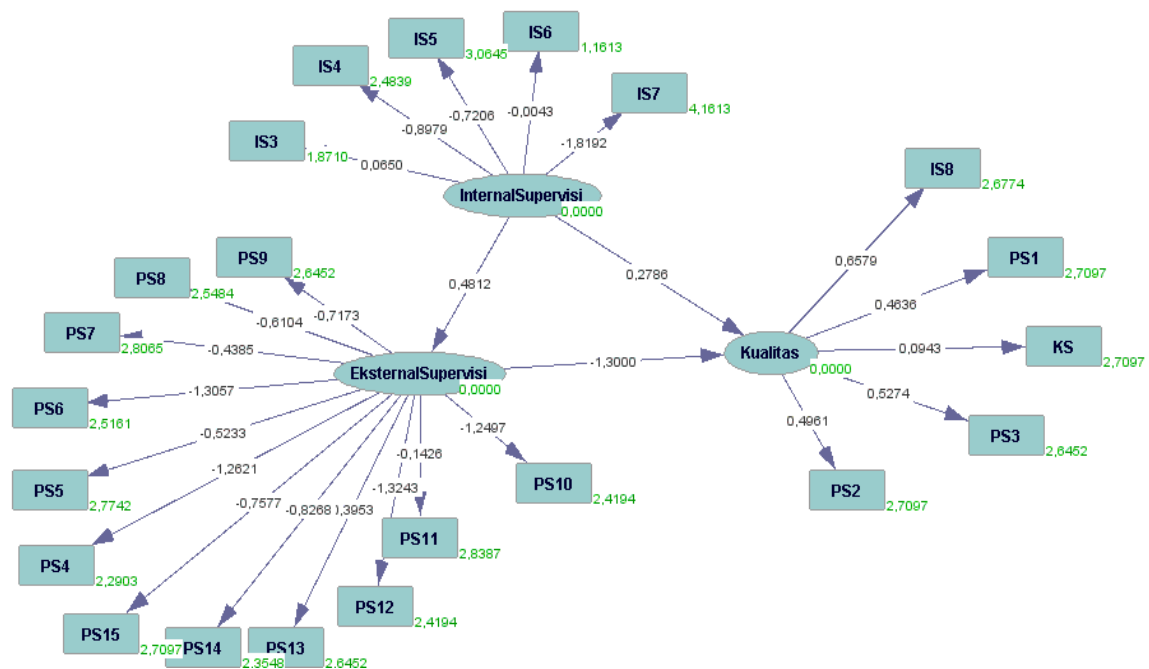 IS6
1,1613
IS5
3,0645
IS4
2,4839
IS7
4,1613
-0,0043
-0,7206
-0,8979
-1,8192
IS3
1,8710
0,0650
InternalSupervisi
0,0000
IS8
2,6774
PS9
2,6452
PS8
2,5484
PS7
2,8065
PS6
2,5161
PS5
2,7742
PS4
2,2903
PS15
2,7097
PS14
2,3548
PS13
2,6452
PS12
2,4194
PS11
2,8387
PS10
2,4194
-0,7173
-0,6104
-0,4385
-1,3057
-0,5233
-1,2621
-0,7577
-0,8268
0,3953
-1,3243
-0,1426
-1,2497
EksternalSupervisi
0,0000
0,4812
0,2786
-1,3000
Kualitas
0,0000
0,6579
0,4636
0,0943
0,5274
0,4961
PS1
2,7097
KS
2,7097
PS3
2,6452
PS2
2,7097